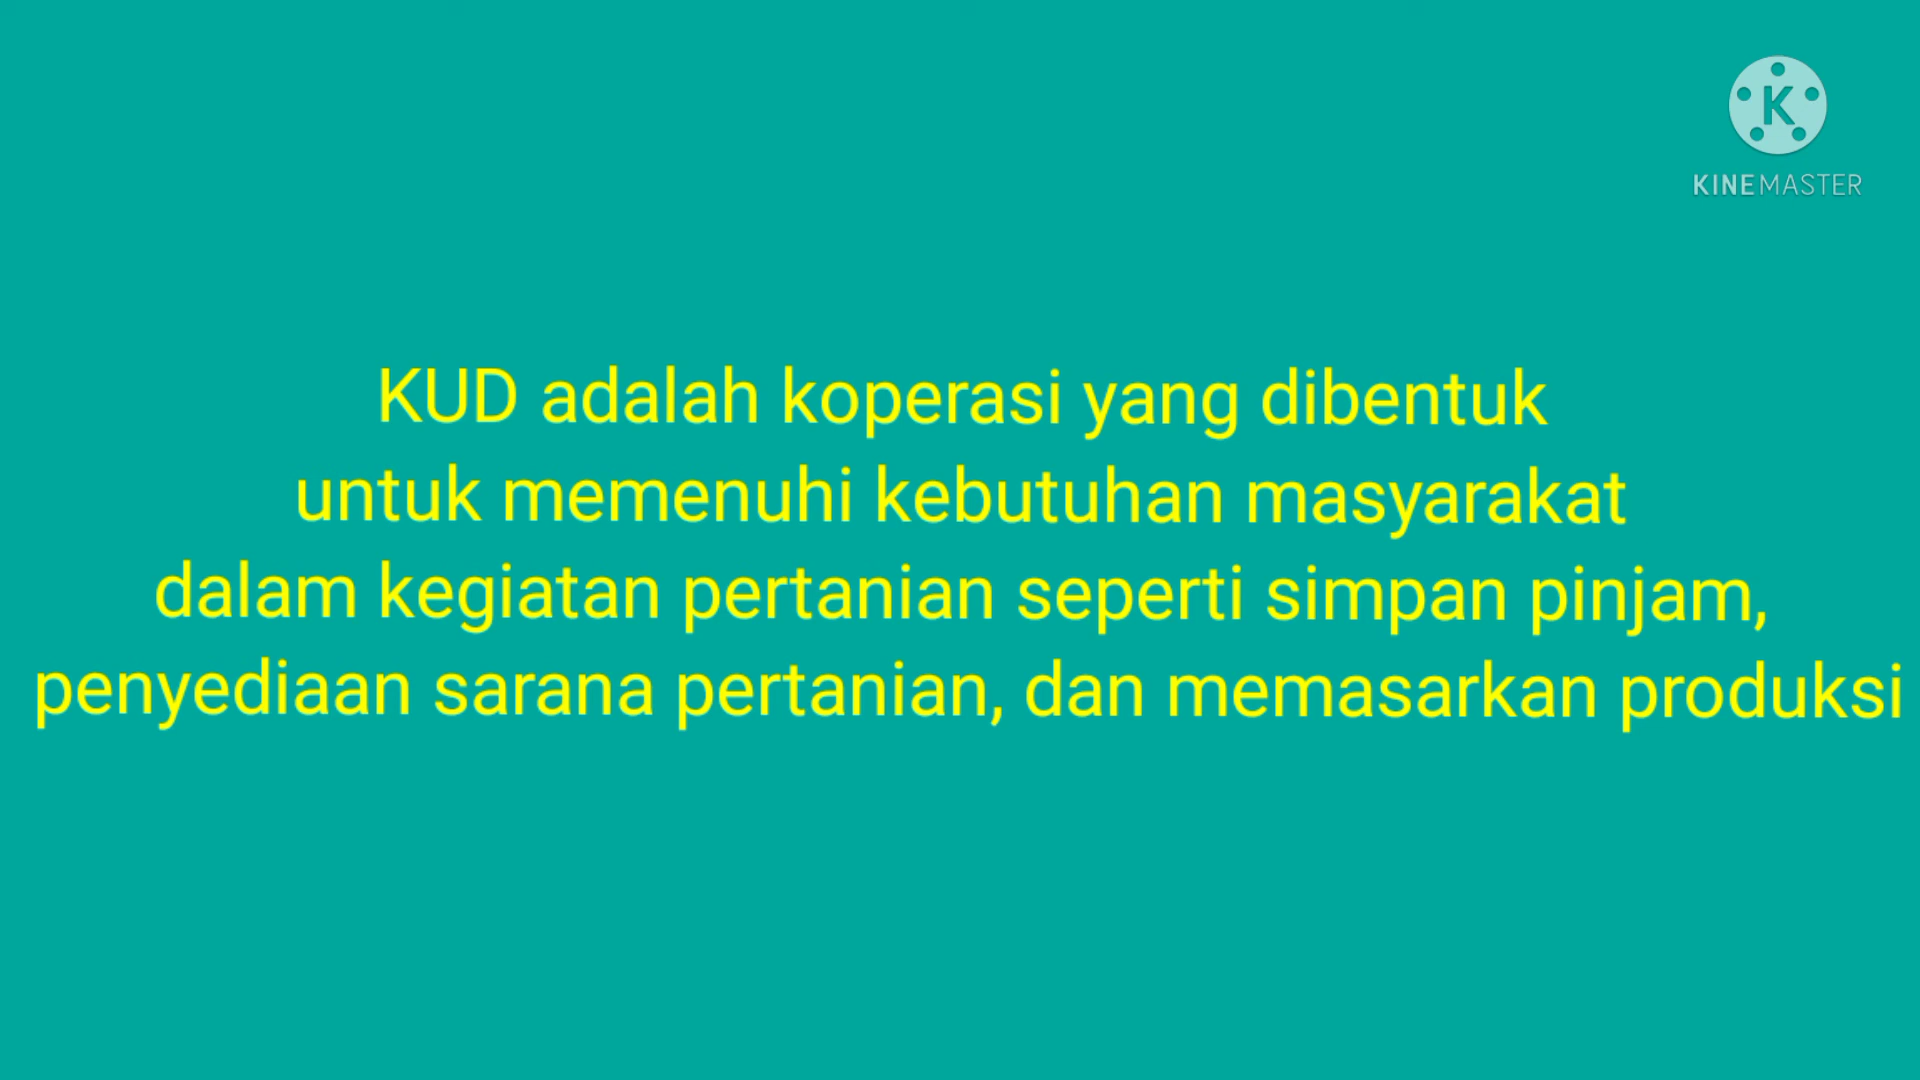 K
KINEMASTER
KUD adalah koperasi yang dibentuk
untuk memenuhi kebutuhan masyarakat
dalam kegiatan pertanian seperti simpan pinjam,
penyediaan sarana pertanian, dan memasarkan produksi